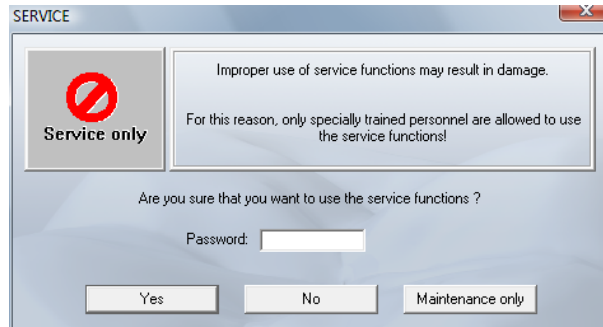 SERVICE
Service only
Improper use of service functions may result in damage.
For this reason, only specially trained personnel are allowed to use
the service functions!
Are you sure that you want to use the service functions ?
Password:
Yes
No
Maintenance only